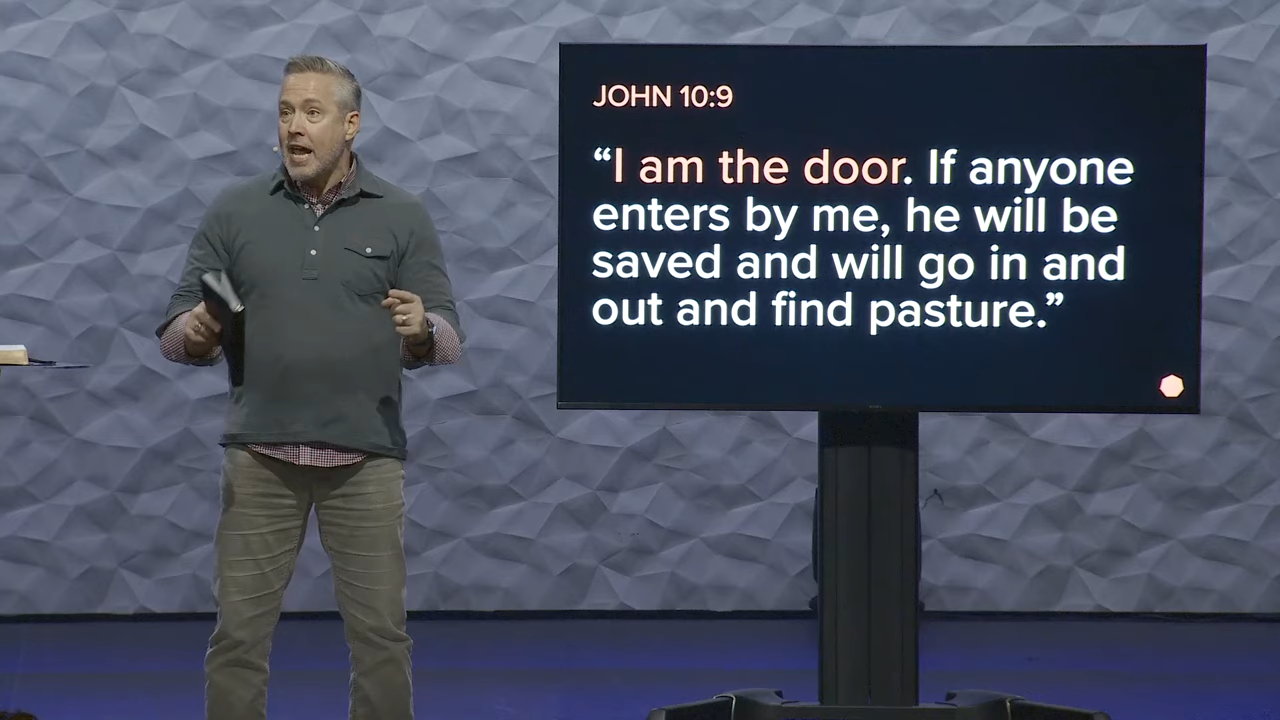 JOHN 10:9
“I am the door. If anyone
enters by me, he will be
saved and will go in and
out and find pasture.”